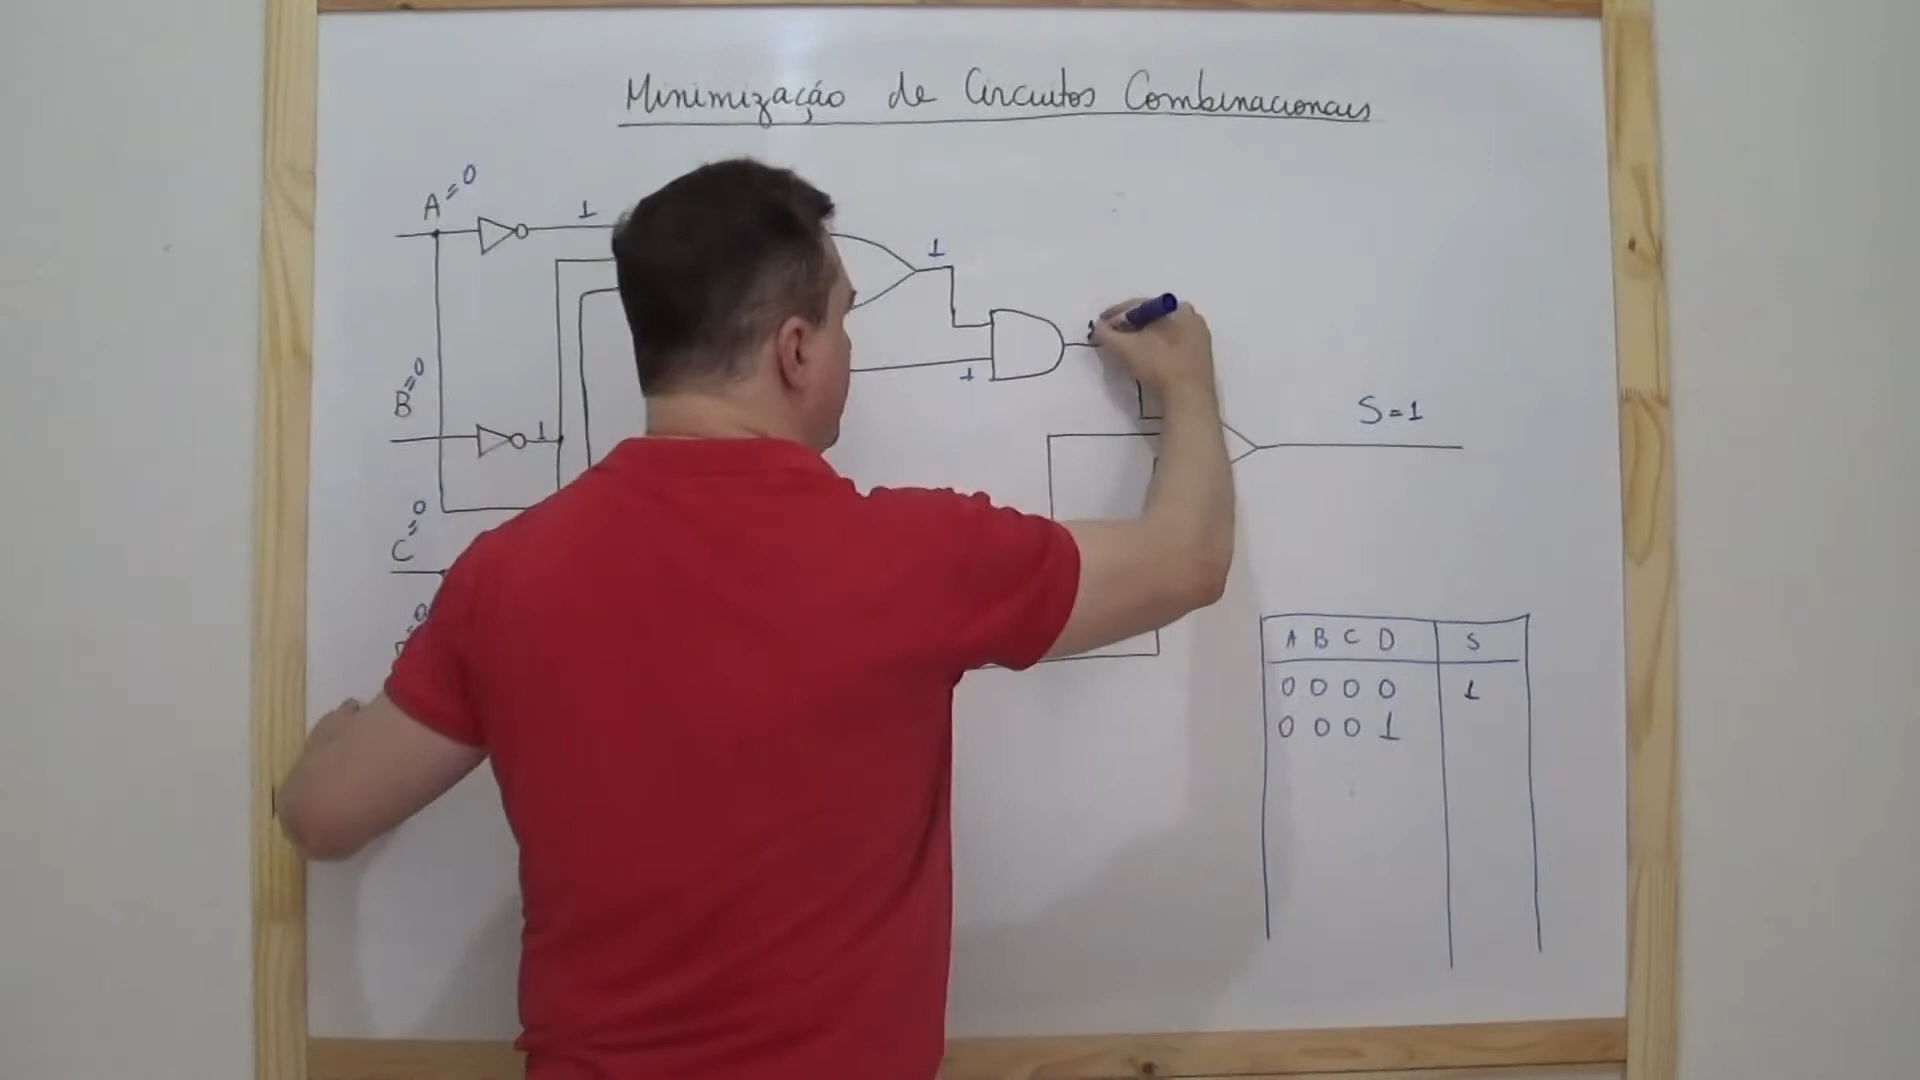 Minimização de Circuitos Combinacionais
A=0
1
1
B=0
1
1
S=1
C=0
A B C D S
0 0 0 0 1
0 0 0 1